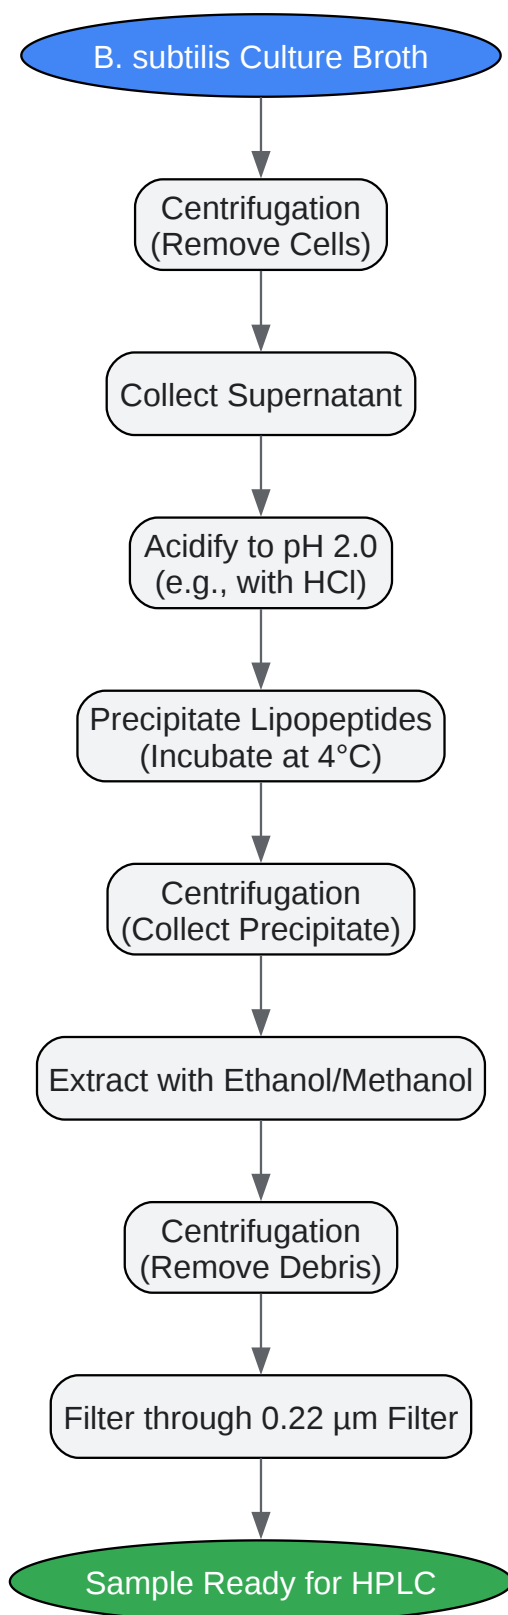 B. subtilis Culture Broth
Centrifugation
(Remove Cells)
Collect Supernatant
Acidify to pH 2.0
(e.g., with HCl)
Precipitate Lipopeptides
(Incubate at 4°C)
Centrifugation
(Collect Precipitate)
Extract with Ethanol/Methanol
Centrifugation
(Remove Debris)
Filter through 0.22 µm Filter
Sample Ready for HPLC